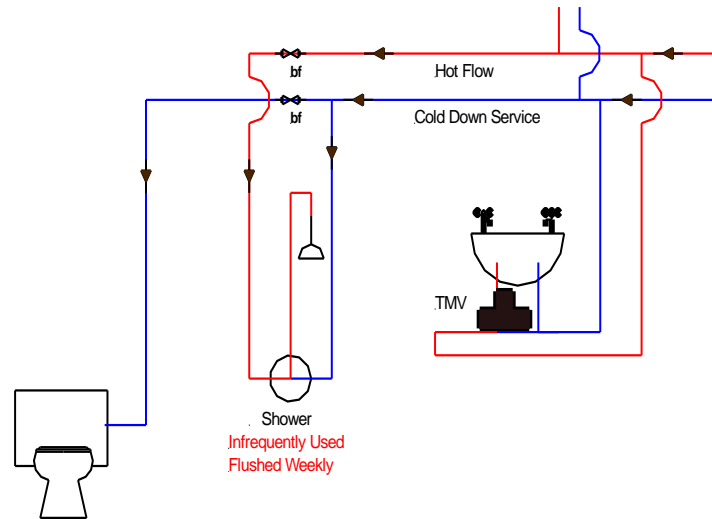 bf
Hot Flow
bf
Cold Down Service
TMV
Shower
Infrequently Used
Flushed Weekly